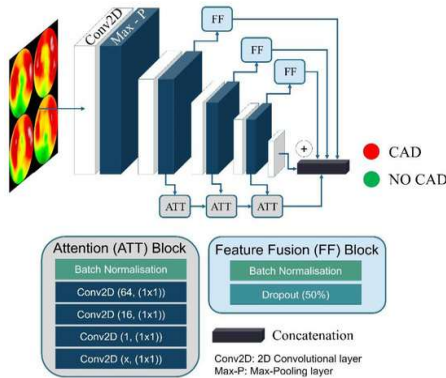 Conv2D
Max - P
FF
FF
FF
+
CAD
NO CAD
ATT
ATT
ATT
Attention (ATT) Block
Batch Normalisation
Conv2D (64, (1x1))
Conv2D (16, (1x1))
Conv2D (1, (1x1))
Conv2D (x, (1x1))
Feature Fusion (FF) Block
Batch Normalisation
Dropout (50%)
Concatenation
Conv2D: 2D Convolutional layer
Max-P: Max-Pooling layer